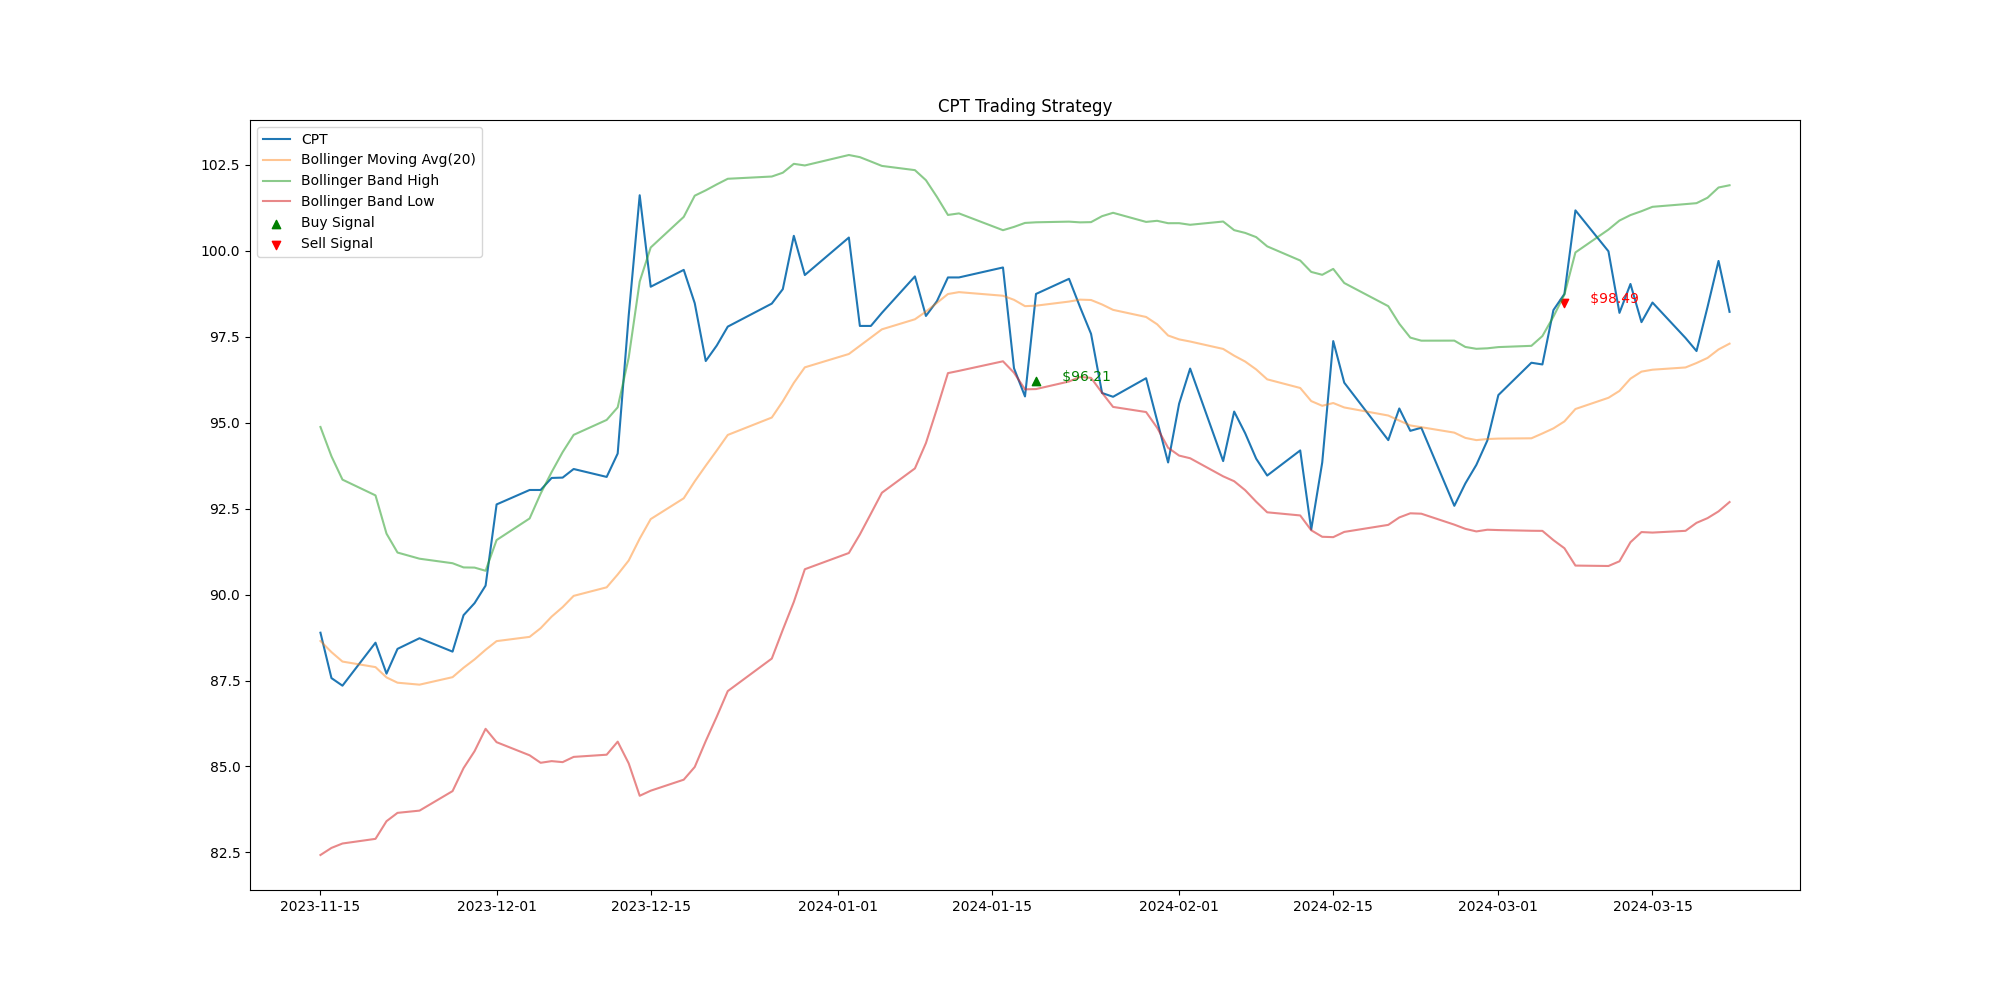 CPT Trading Strategy
CPT
Bollinger Moving Avg(20)
Bollinger Band High
Bollinger Band Low
Buy Signal
Sell Signal
102.5
100.0
97.5
95.0
92.5
90.0
87.5
85.0
82.5
$98.49
$96.21
2023-11-15 2023-12-01 2023-12-15 2024-01-01 2024-01-15 2024-02-01 2024-02-15 2024-03-01 2024-03-15